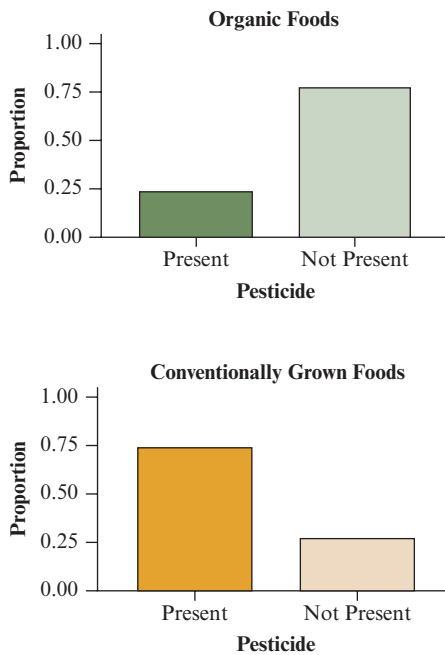 Organic Foods
1.00
0.75
0.50
0.25
0.00
Proportion
Present
Not Present
Pesticide
Conventionally Grown Foods
1.00
0.75
0.50
0.25
0.00
Proportion
Present
Not Present
Pesticide